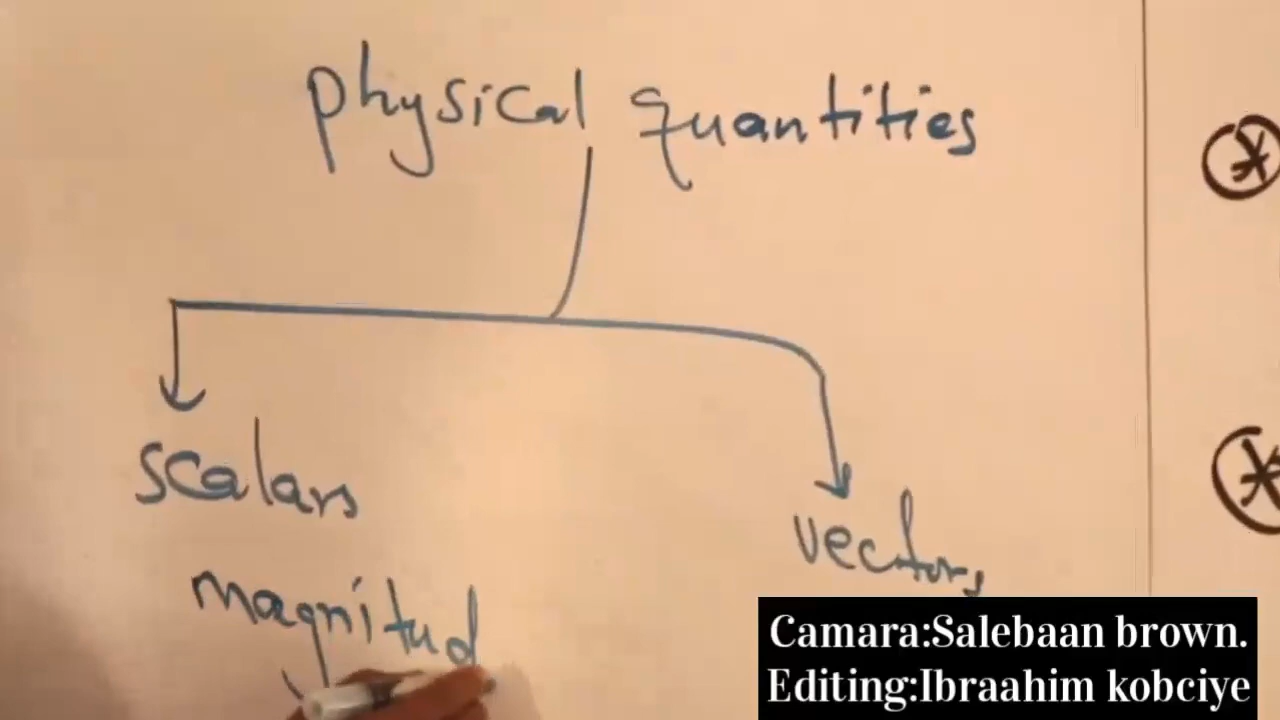 physical quantities
scalars
vectors
magnitud
Camara:Salebaan brown.
Editing:Ibraahim kobciye